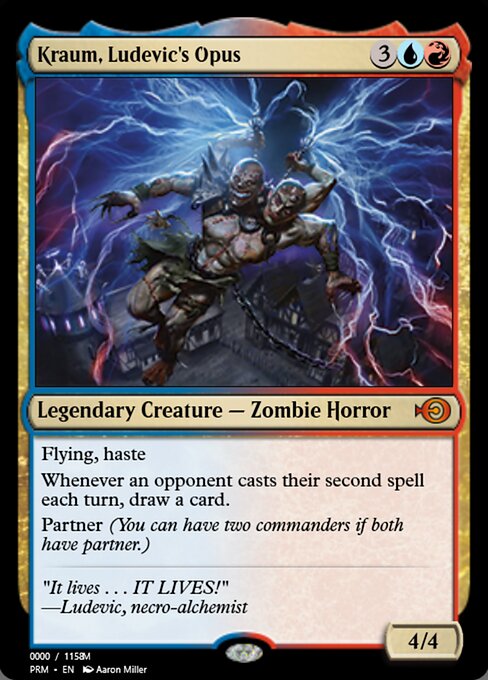 Kraum, Ludevic's Opus 3
Legendary Creature — Zombie Horror
Flying, haste
Whenever an opponent casts their second spell
each turn, draw a card.
Partner (You can have two commanders if both
have partner.)
"It lives . . . IT LIVES!"
—Ludevic, necro-alchemist
4/4
0000 / 1158M
PRM • EN Aaron Miller